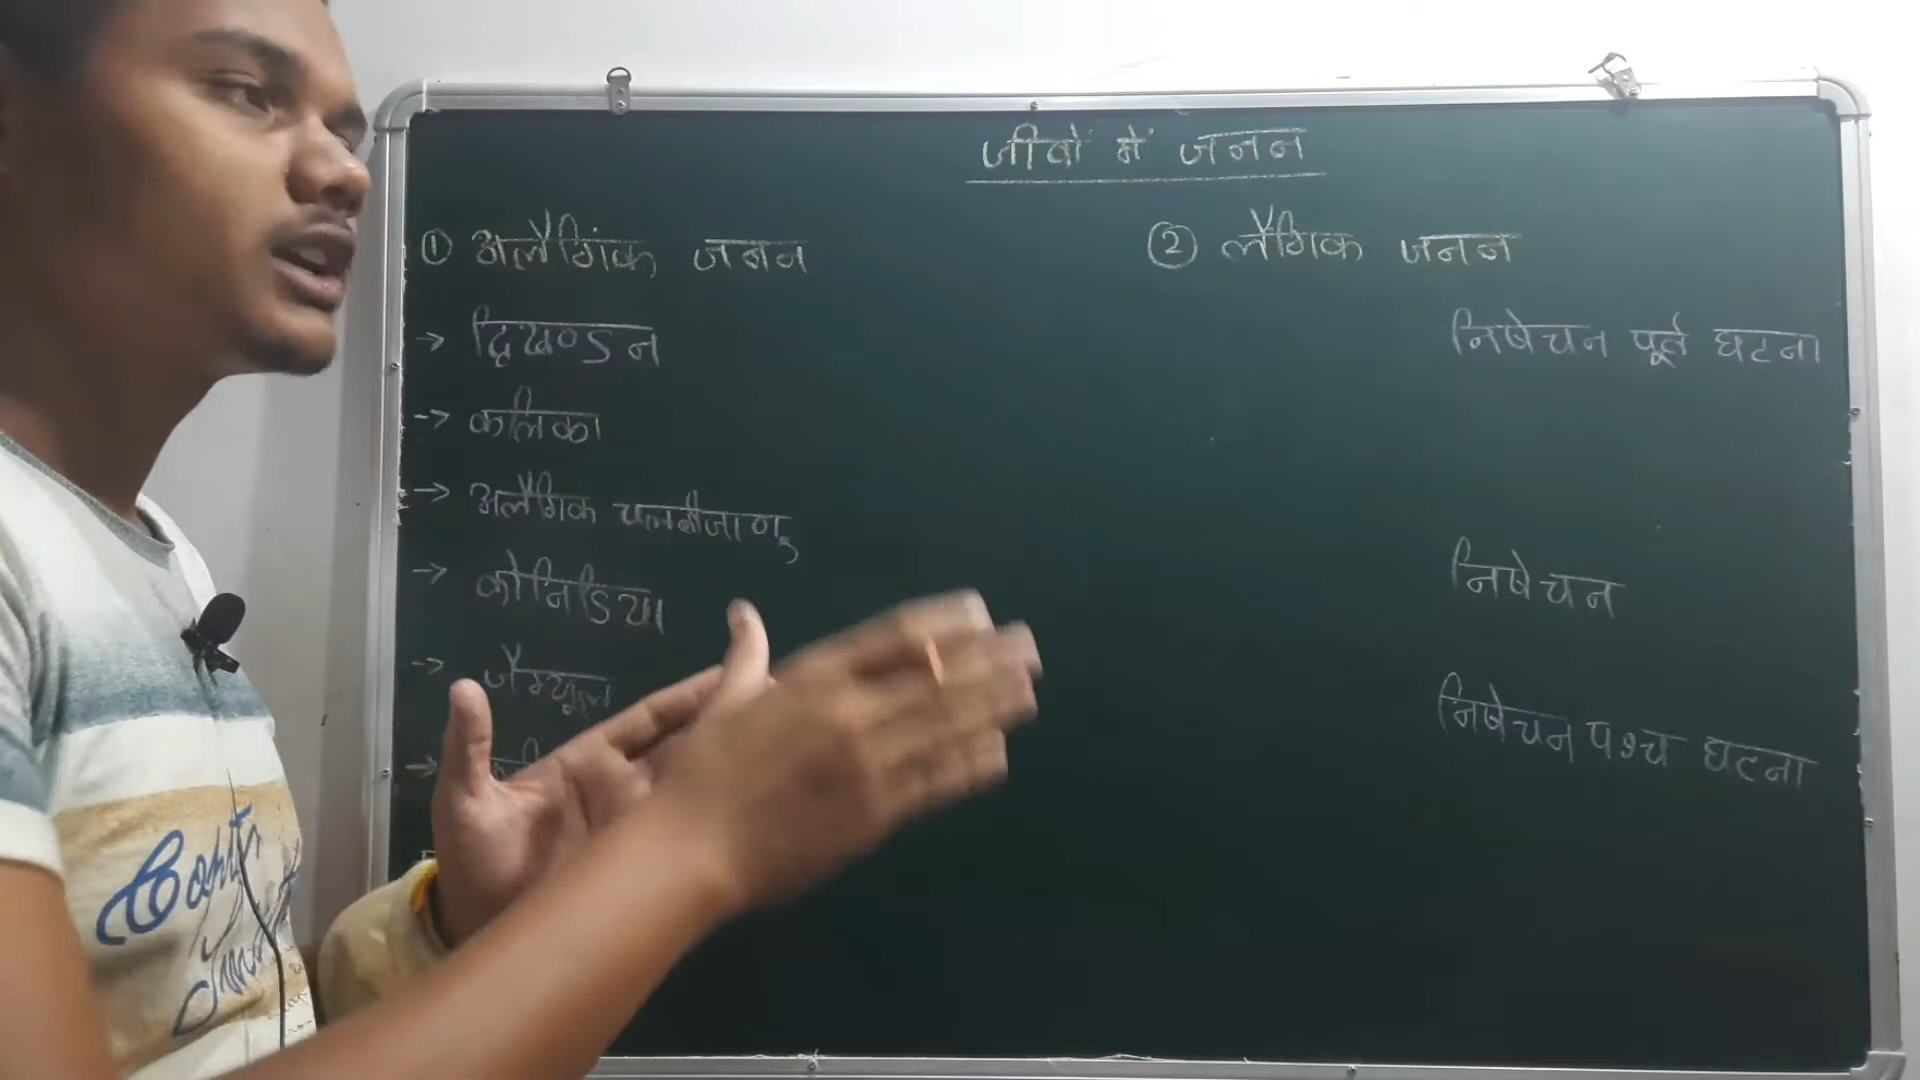 जीवों में जनन
① अलैगिंक जनन
② लैंगिक जनन
→ द्विखण्डन
निषेचन पूर्व घटना
→ कलिका
→ अलैगिक चलबीजाणु
→ कोनिडिया
निषेचन
→ जैम्यूल
निषेचन पश्च घटना
→